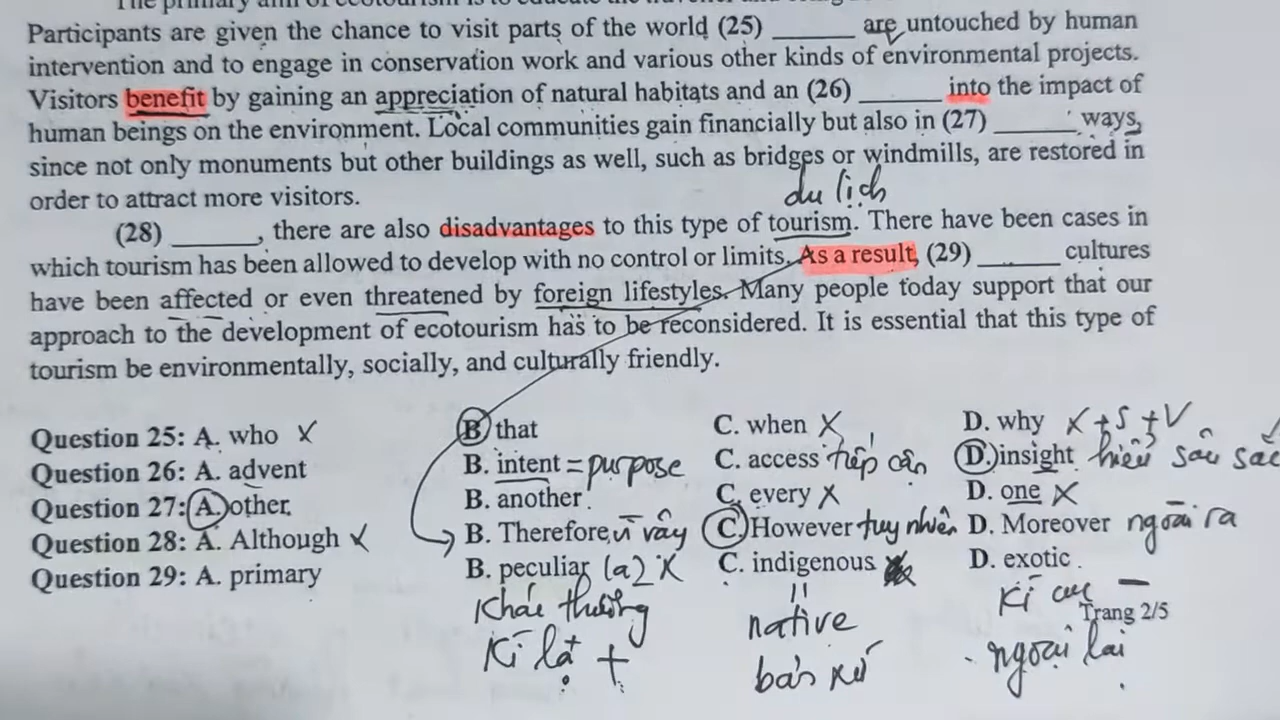 Participants are given the chance to visit parts of the world (25) ______ are untouched by human
intervention and to engage in conservation work and various other kinds of environmental projects.
Visitors benefit by gaining an appreciation of natural habitats and an (26) ______ into the impact of
human beings on the environment. Local communities gain financially but also in (27) ______ ways,
since not only monuments but other buildings as well, such as bridges or windmills, are restored in
order to attract more visitors.
du lịch
(28) ______, there are also disadvantages to this type of tourism. There have been cases in
which tourism has been allowed to develop with no control or limits. As a result, (29) ______ cultures
have been affected or even threatened by foreign lifestyles. Many people today support that our
approach to the development of ecotourism has to be reconsidered. It is essential that this type of
tourism be environmentally, socially, and culturally friendly.
Question 25: A. who X B. that C. when X D. why X + S + V
Question 26: A. advent B. intent = purpose C. access tiếp cận D. insight hiểu sâu sắc
Question 27: A. other. B. another. C. every X D. one X
Question 28: A. Although X B. Therefore, vì vậy C. However tuy nhiên D. Moreover ngoài ra
Question 29: A. primary B. peculiar (a) X C. indigenous D. exotic.
Khác thường = Kì cục –
Trang 2/5
Kì lạ + native ngoại lai
bản xứ